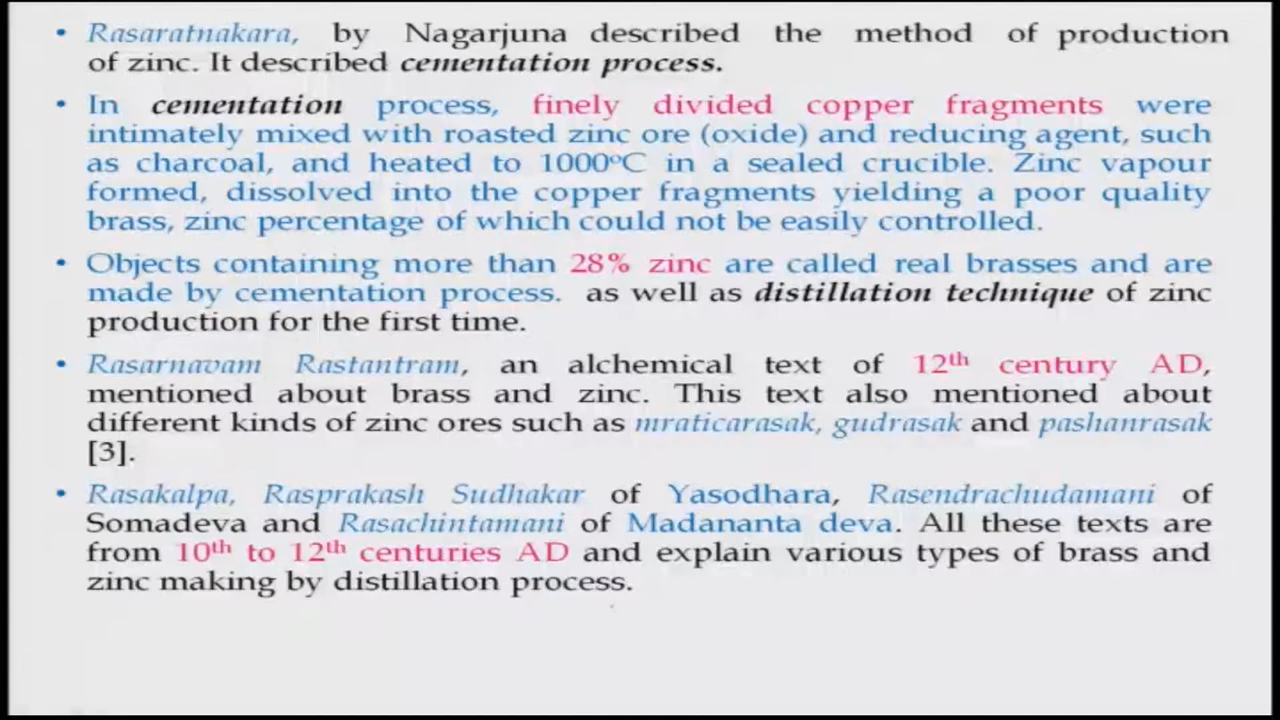 • Rasaratnakara, by Nagarjuna described the method of production
of zinc. It described cementation process.
• In cementation process, finely divided copper fragments were
intimately mixed with roasted zinc ore (oxide) and reducing agent, such
as charcoal, and heated to 1000ºC in a sealed crucible. Zinc vapour
formed, dissolved into the copper fragments yielding a poor quality
brass, zinc percentage of which could not be easily controlled.
• Objects containing more than 28% zinc are called real brasses and are
made by cementation process. as well as distillation technique of zinc
production for the first time.
• Rasarnavam Rastantram, an alchemical text of 12th century AD,
mentioned about brass and zinc. This text also mentioned about
different kinds of zinc ores such as mraticarasak, gudrasak and pashanrasak
[3].
• Rasakalpa, Rasprakash Sudhakar of Yasodhara, Rasendrachudamani of
Somadeva and Rasachintamani of Madananta deva. All these texts are
from 10th to 12th centuries AD and explain various types of brass and
zinc making by distillation process.